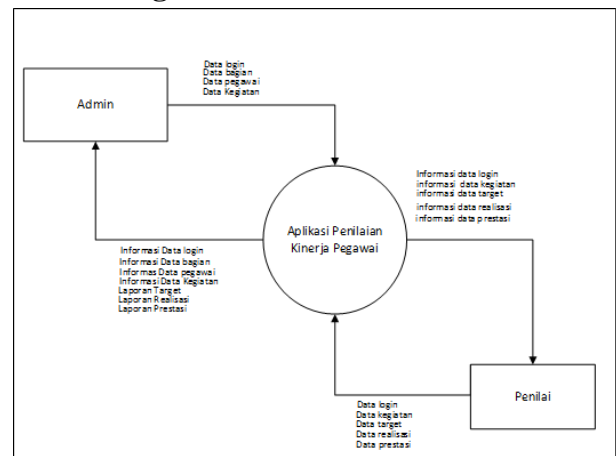 Data login
Data bagian
Data pegawai
Data Kegiatan
Admin
Informasi data login
informasi data kegiatan
informasi data target
informasi data realisasi
informasi data prestasi
Aplikasi Penilaian
Kinerja Pegawai
Informasi Data login
Informasi Data bagian
Informas Data pegawai
Informasi Data Kegiatan
Laporan Target
Laporan Realisasi
Laporan Prestasi
Penilai
Data login
Data kegiatan
Data target
Data realisasi
Data prestasi